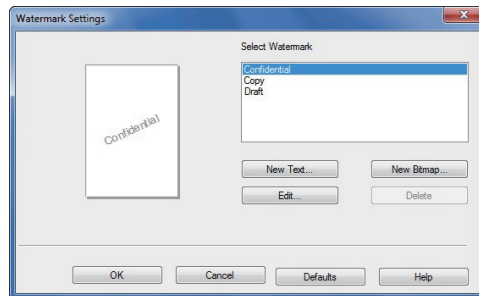 Watermark Settings
Select Watermark
Confidential
Copy
Draft
Confidential
New Text...
New Bitmap...
Edit...
Delete
OK
Cancel
Defaults
Help